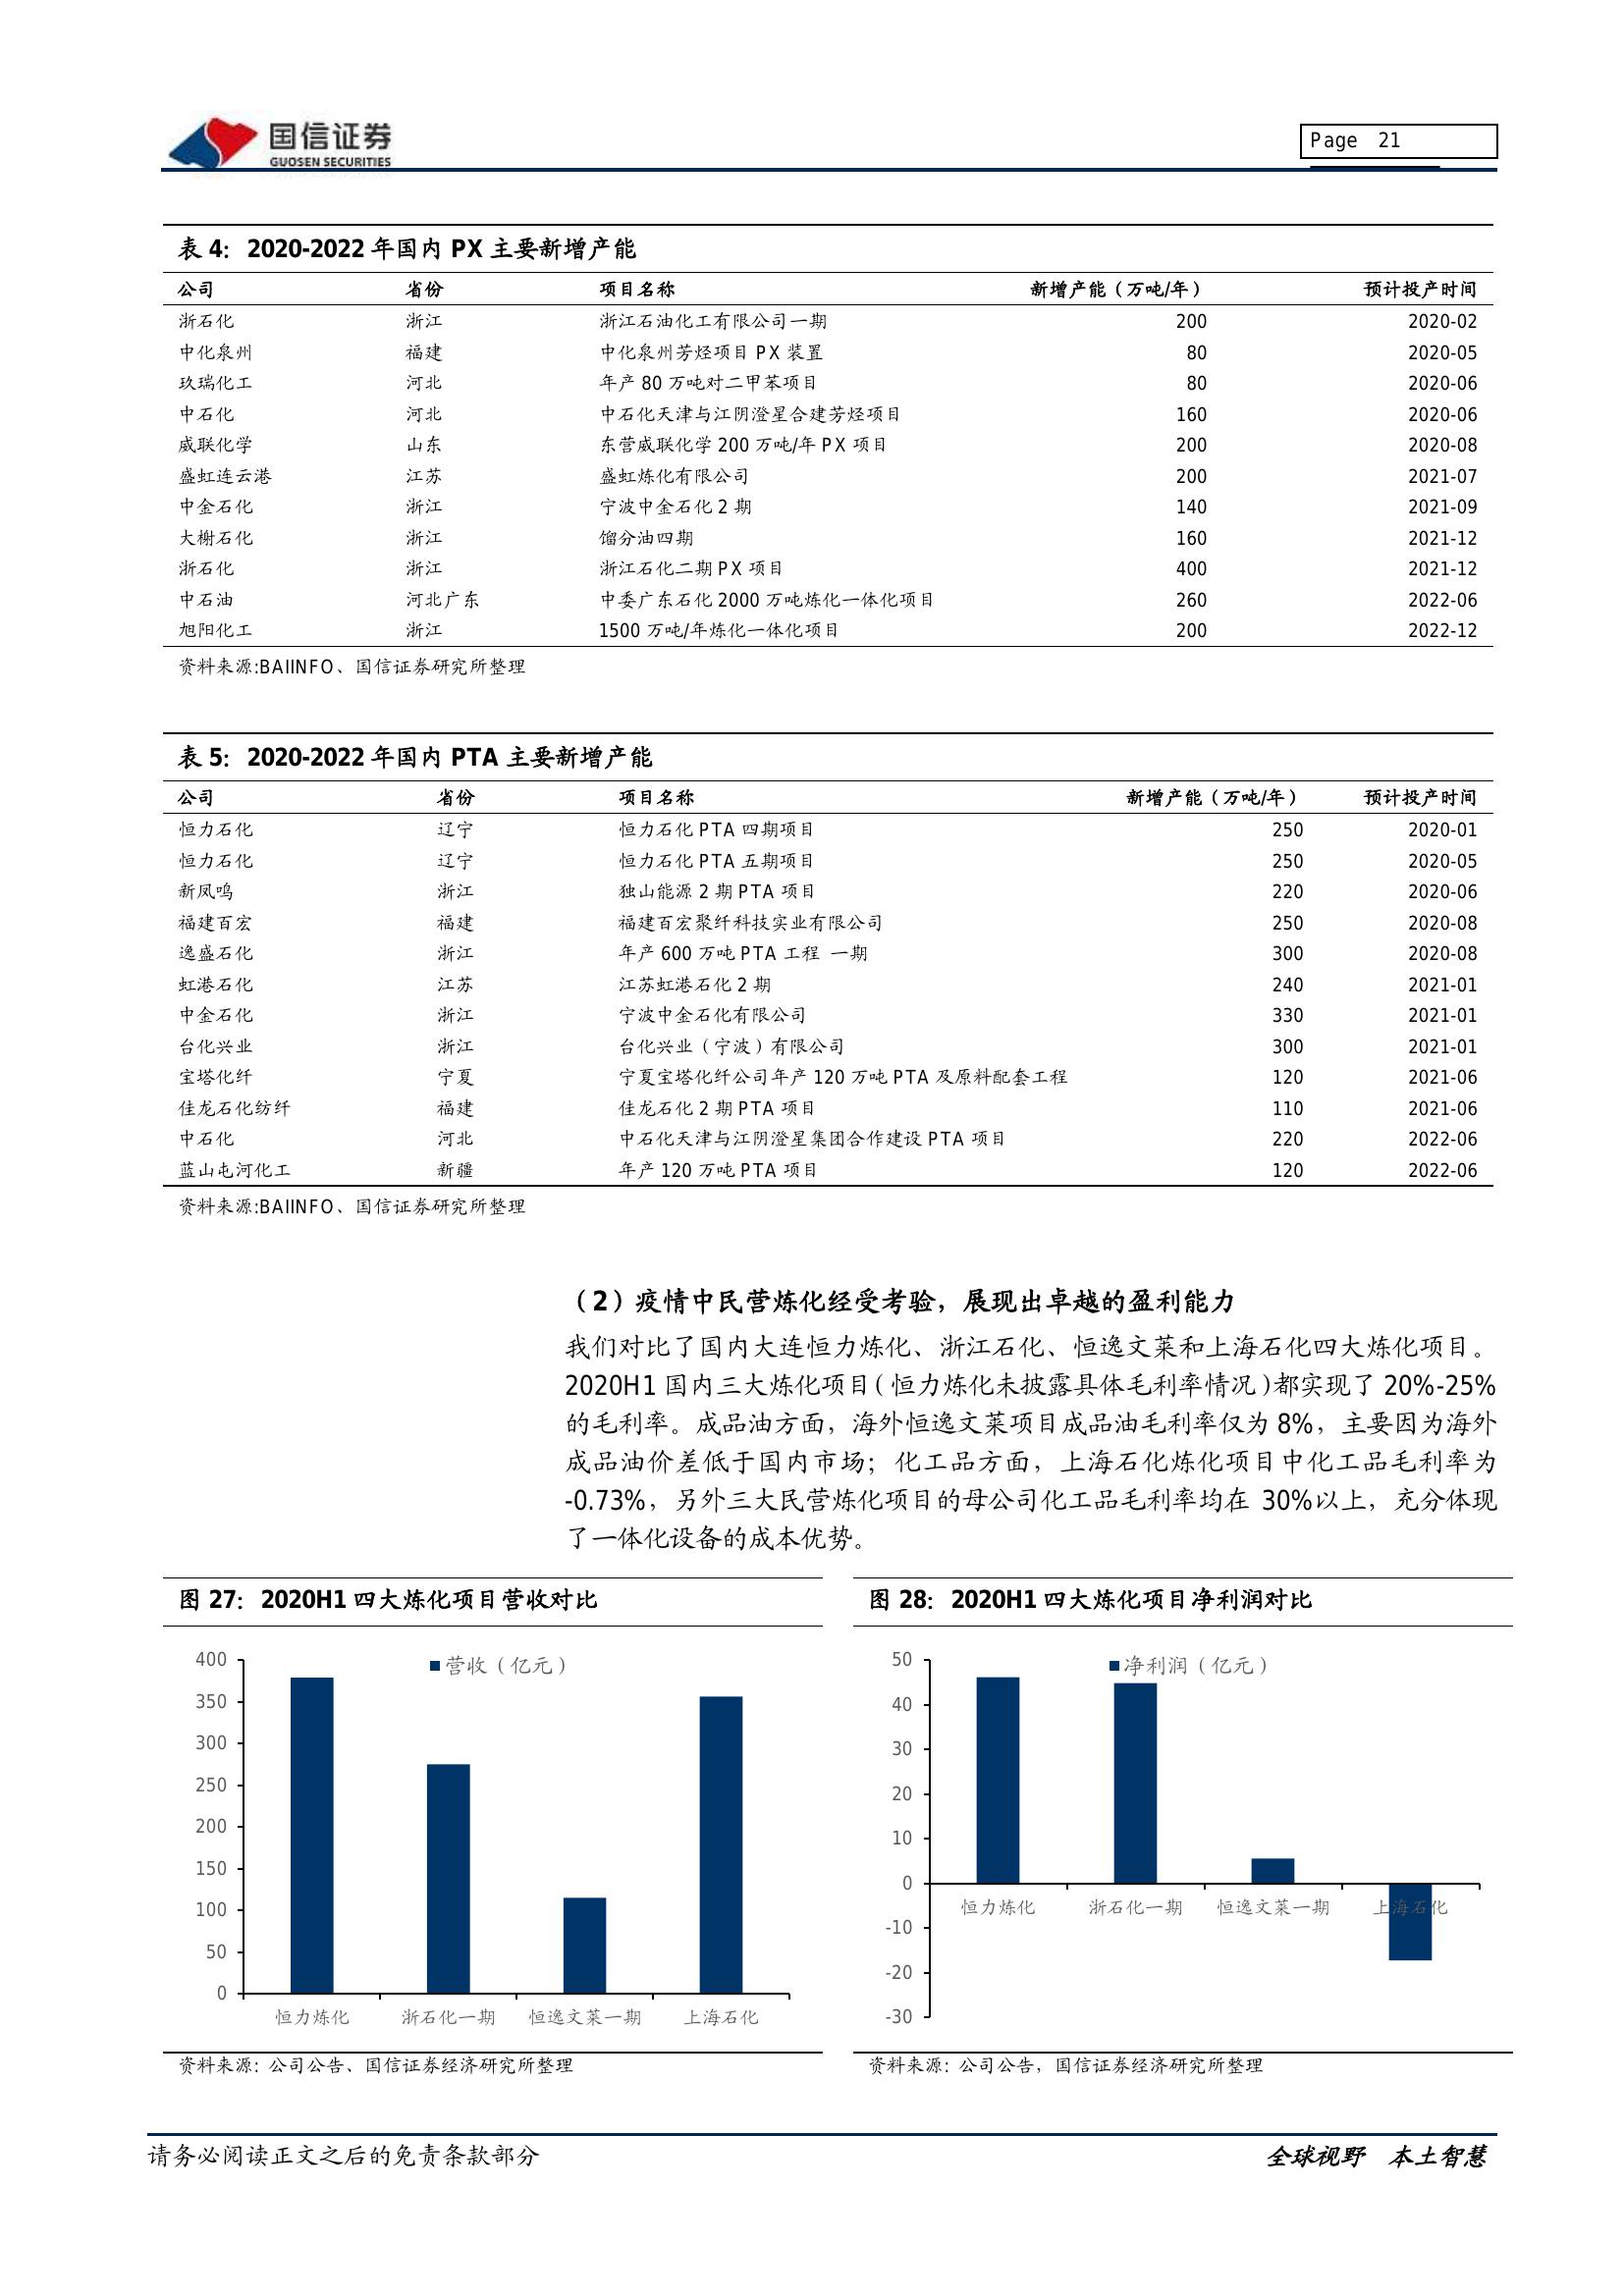 国信证券
GUOSEN SECURITIES
Page 21
表 4：2020-2022 年国内 PX 主要新增产能
公司 省份 项目名称 新增产能（万吨/年） 预计投产时间
浙石化 浙江 浙江石油化工有限公司一期 200 2020-02
中化泉州 福建 中化泉州芳烃项目 PX 装置 80 2020-05
玖瑞化工 河北 年产 80 万吨对二甲苯项目 80 2020-06
中石化 河北 中石化天津与江阴澄星合建芳烃项目 160 2020-06
威联化学 山东 东营威联化学 200 万吨/年 PX 项目 200 2020-08
盛虹连云港 江苏 盛虹炼化有限公司 200 2021-07
中金石化 浙江 宁波中金石化 2 期 140 2021-09
大榭石化 浙江 馏分油四期 160 2021-12
浙石化 浙江 浙江石化二期 PX 项目 400 2021-12
中石油 河北广东 中委广东石化 2000 万吨炼化一体化项目 260 2022-06
旭阳化工 浙江 1500 万吨/年炼化一体化项目 200 2022-12
资料来源:BAIINFO、国信证券研究所整理
表 5：2020-2022 年国内 PTA 主要新增产能
公司 省份 项目名称 新增产能（万吨/年） 预计投产时间
恒力石化 辽宁 恒力石化 PTA 四期项目 250 2020-01
恒力石化 辽宁 恒力石化 PTA 五期项目 250 2020-05
新凤鸣 浙江 独山能源 2 期 PTA 项目 220 2020-06
福建百宏 福建 福建百宏聚纤科技实业有限公司 250 2020-08
逸盛石化 浙江 年产 600 万吨 PTA 工程 一期 300 2020-08
虹港石化 江苏 江苏虹港石化 2 期 240 2021-01
中金石化 浙江 宁波中金石化有限公司 330 2021-01
台化兴业 浙江 台化兴业（宁波）有限公司 300 2021-01
宝塔化纤 宁夏 宁夏宝塔化纤公司年产 120 万吨 PTA 及原料配套工程 120 2021-06
佳龙石化纺纤 福建 佳龙石化 2 期 PTA 项目 110 2021-06
中石化 河北 中石化天津与江阴澄星集团合作建设 PTA 项目 220 2022-06
蓝山屯河化工 新疆 年产 120 万吨 PTA 项目 120 2022-06
资料来源:BAIINFO、国信证券研究所整理
（2）疫情中民营炼化经受考验，展现出卓越的盈利能力
我们对比了国内大连恒力炼化、浙江石化、恒逸文莱和上海石化四大炼化项目。
2020H1 国内三大炼化项目（恒力炼化未披露具体毛利率情况）都实现了 20%-25%
的毛利率。成品油方面，海外恒逸文莱项目成品油毛利率仅为 8%，主要因为海外
成品油价差低于国内市场；化工品方面，上海石化炼化项目中化工品毛利率为
-0.73%，另外三大民营炼化项目的母公司化工品毛利率均在 30%以上，充分体现
了一体化设备的成本优势。
图 27：2020H1 四大炼化项目营收对比
营收（亿元）
400
350
300
250
200
150
100
50
0
恒力炼化 浙石化一期 恒逸文莱一期 上海石化
资料来源：公司公告、国信证券经济研究所整理
图 28：2020H1 四大炼化项目净利润对比
净利润（亿元）
50
40
30
20
10
0
-10
-20
-30
恒力炼化 浙石化一期 恒逸文莱一期 上海石化
资料来源：公司公告，国信证券经济研究所整理
请务必阅读正文之后的免责条款部分
全球视野 本土智慧